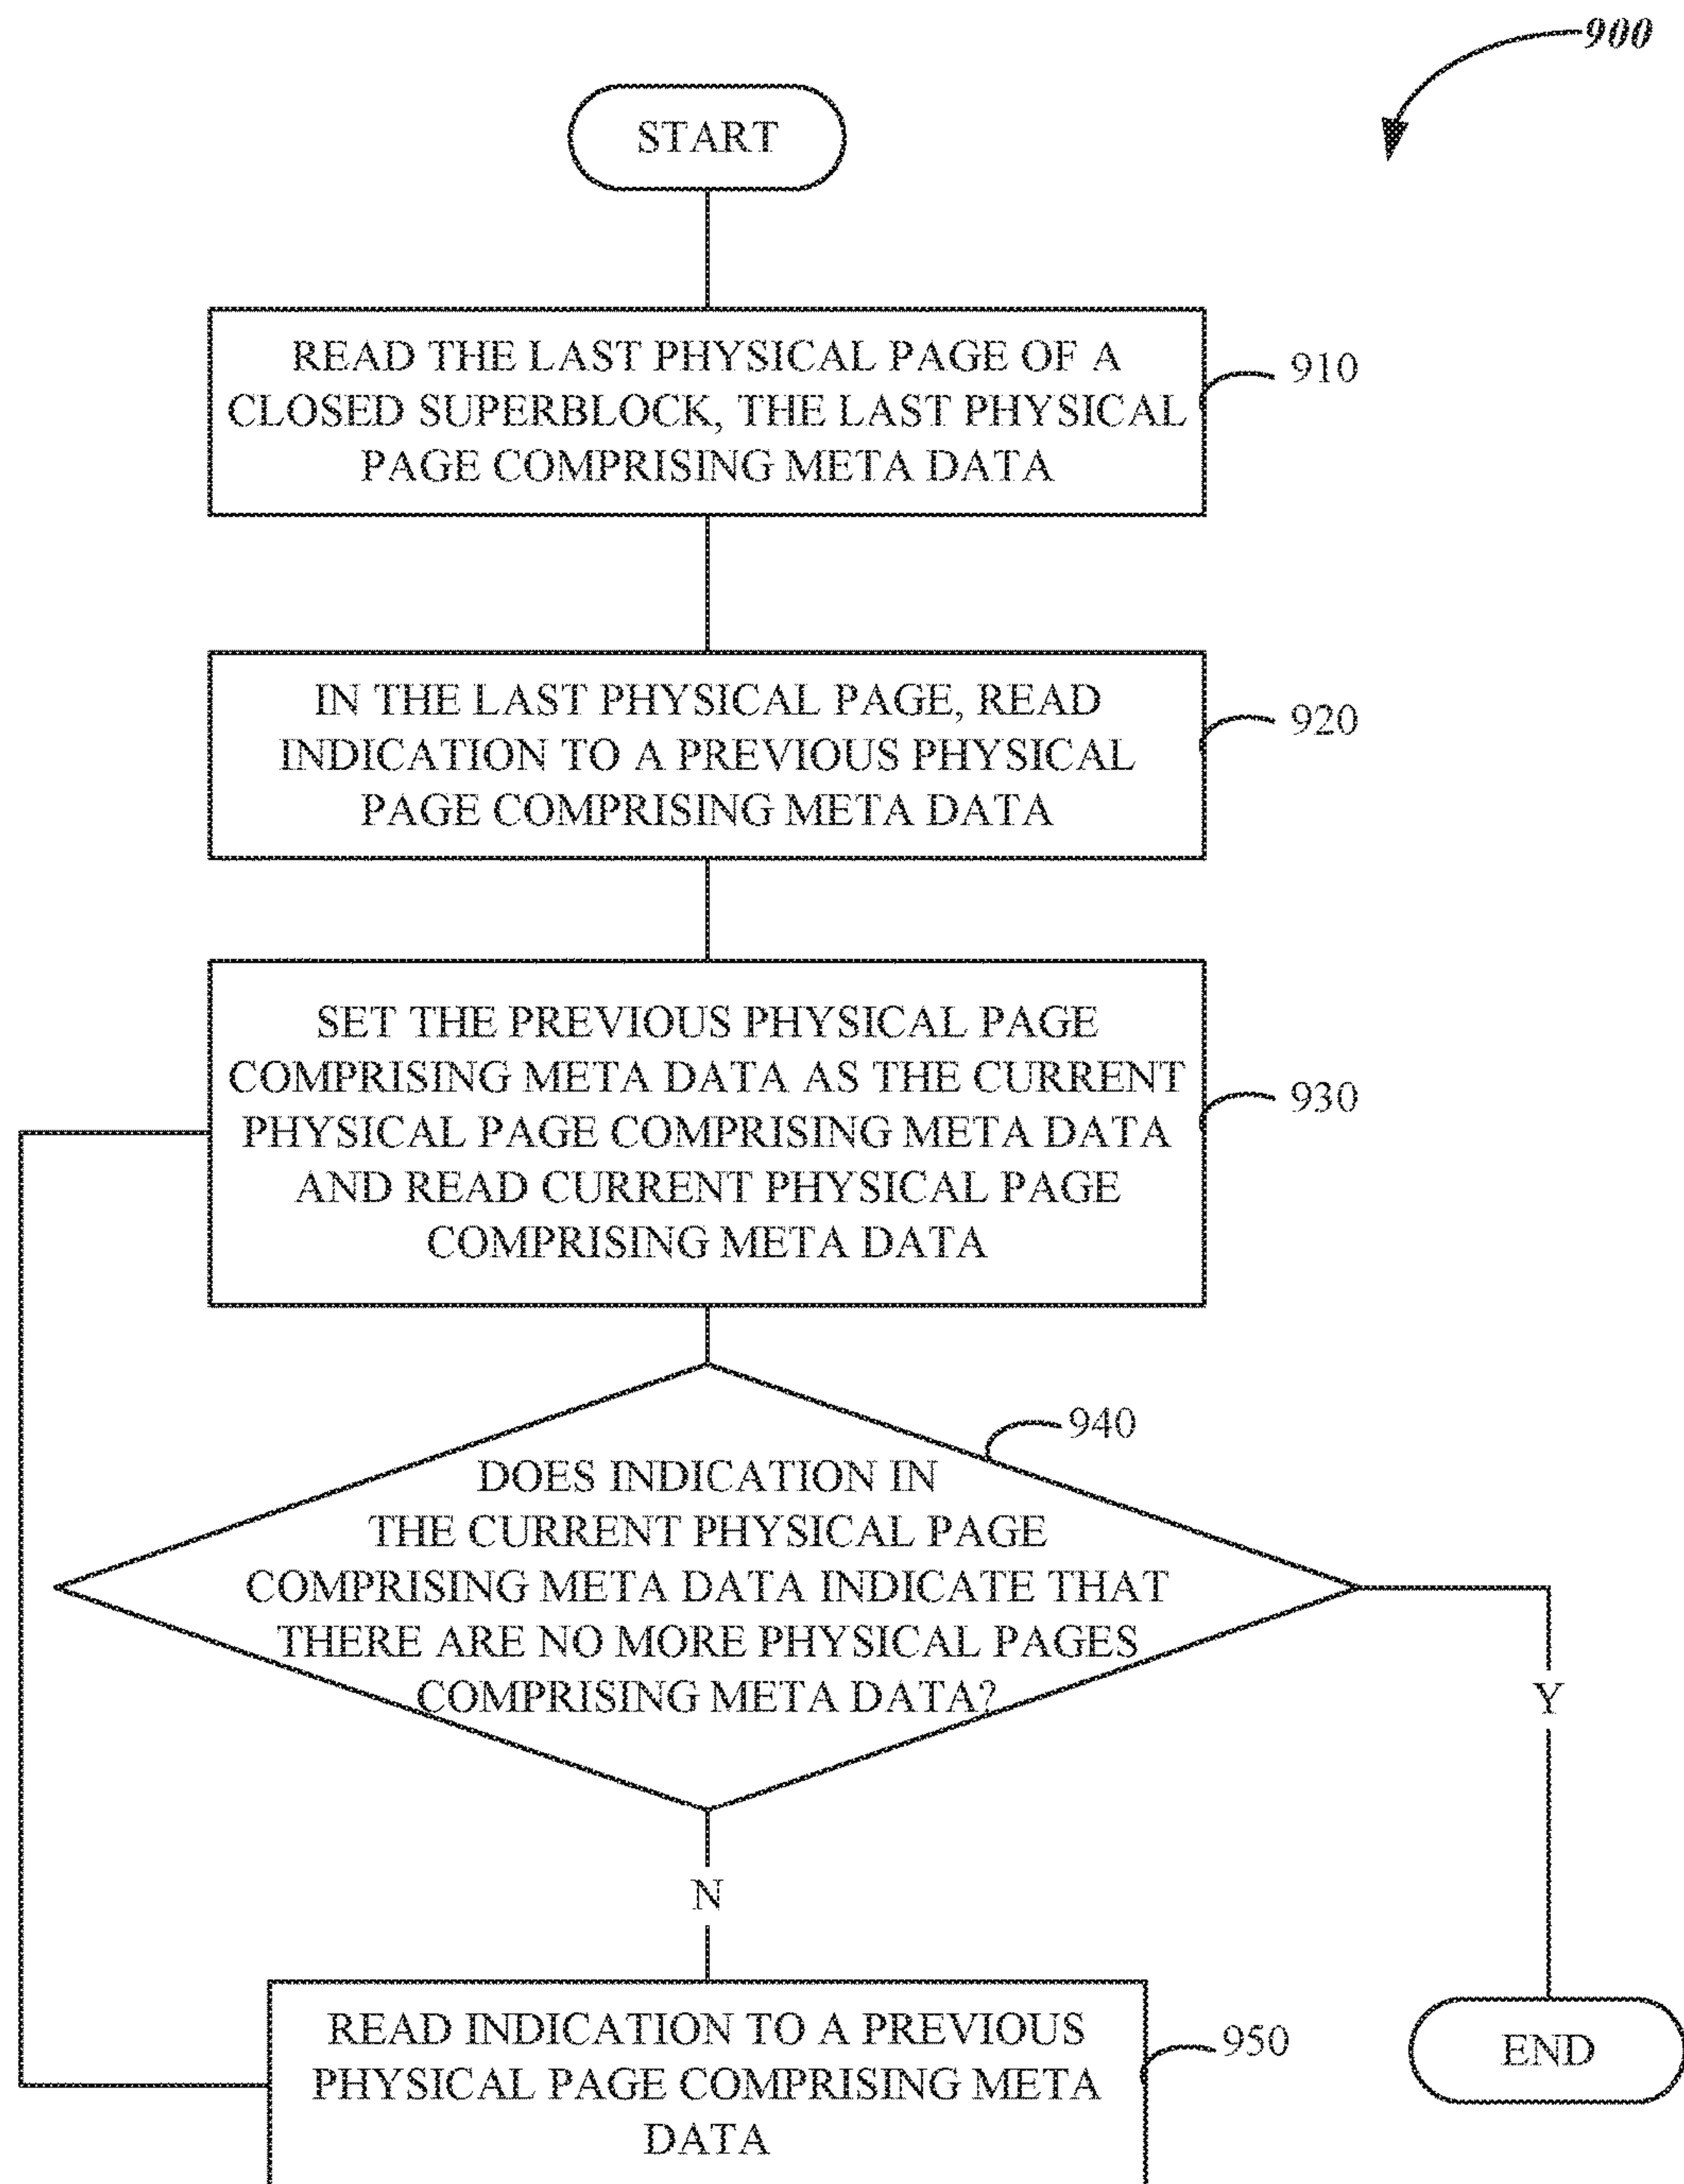 900
START
READ THE LAST PHYSICAL PAGE OF A
CLOSED SUPERBLOCK, THE LAST PHYSICAL
PAGE COMPRISING META DATA
910
IN THE LAST PHYSICAL PAGE, READ
INDICATION TO A PREVIOUS PHYSICAL
PAGE COMPRISING META DATA
920
SET THE PREVIOUS PHYSICAL PAGE
COMPRISING META DATA AS THE CURRENT
PHYSICAL PAGE COMPRISING META DATA
AND READ CURRENT PHYSICAL PAGE
COMPRISING META DATA
930
940
DOES INDICATION IN
THE CURRENT PHYSICAL PAGE
COMPRISING META DATA INDICATE THAT
THERE ARE NO MORE PHYSICAL PAGES
COMPRISING META DATA?
Y
N
READ INDICATION TO A PREVIOUS
PHYSICAL PAGE COMPRISING META
DATA
950
END